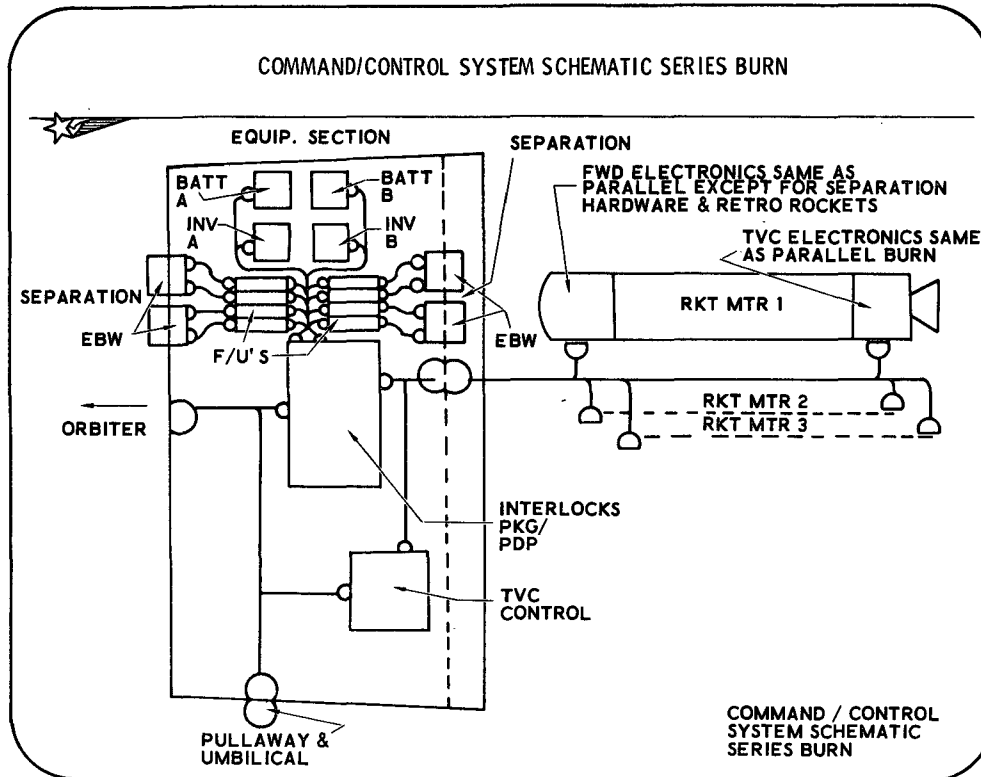 COMMAND/CONTROL SYSTEM SCHEMATIC SERIES BURN
EQUIP. SECTION
SEPARATION
FWD ELECTRONICS SAME AS
PARALLEL EXCEPT FOR SEPARATION
HARDWARE & RETRO ROCKETS
BATT
A
BATT
B
INV
A
INV
B
TVC ELECTRONICS SAME
AS PARALLEL BURN
SEPARATION
RKT MTR 1
EBW
F/U'S
EBW
ORBITER
RKT MTR 2
RKT MTR 3
INTERLOCKS
PKG/
PDP
TVC
CONTROL
PULLAWAY &
UMBILICAL
COMMAND / CONTROL
SYSTEM SCHEMATIC
SERIES BURN